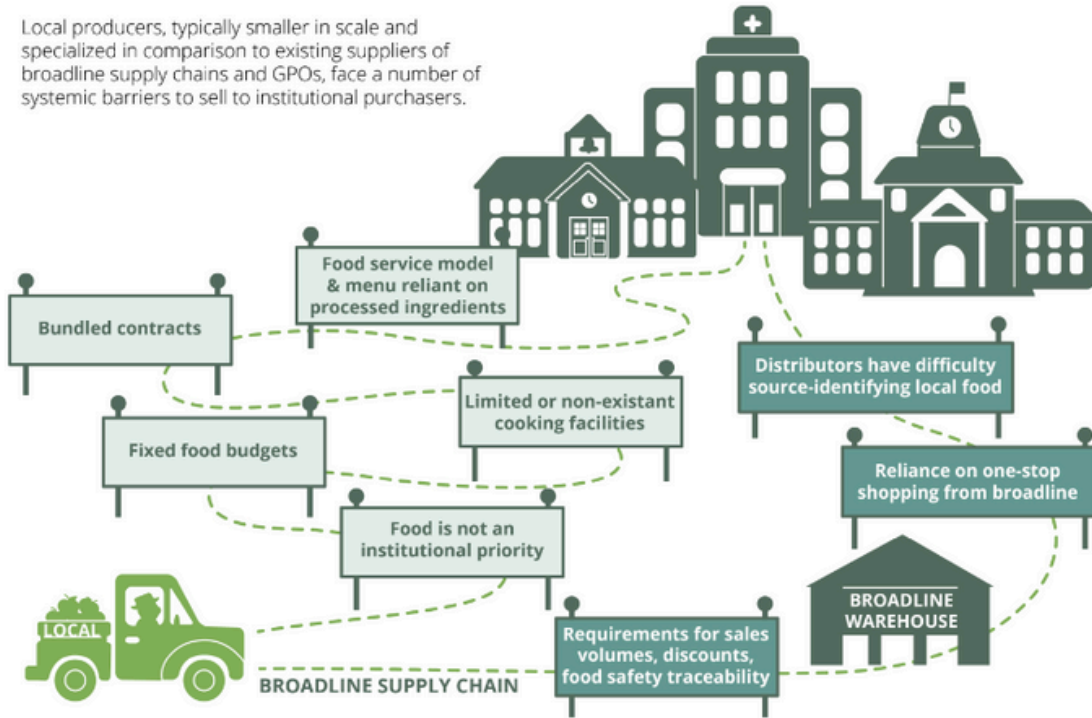 Local producers, typically smaller in scale and
specialized in comparison to existing suppliers of
broadline supply chains and GPOs, face a number of
systemic barriers to sell to institutional purchasers.
Food service model
& menu reliant on
processed ingredients
Bundled contracts
Distributors have difficulty
source-identifying local food
Limited or non-existant
cooking facilities
Fixed food budgets
Reliance on one-stop
shopping from broadline
Food is not an
institutional priority
BROADLINE
WAREHOUSE
LOCAL
Requirements for sales
volumes, discounts,
food safety traceability
BROADLINE SUPPLY CHAIN